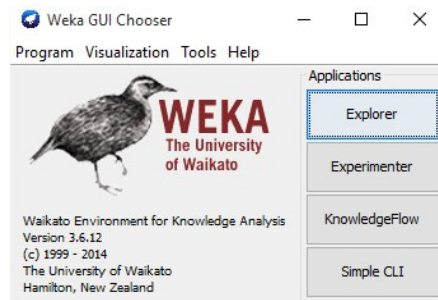 Weka GUI Chooser
Program Visualization Tools Help
WEKA
The University
of Waikato
Waikato Environment for Knowledge Analysis
Version 3.6.12
(c) 1999 - 2014
The University of Waikato
Hamilton, New Zealand
Applications
Explorer
Experimenter
KnowledgeFlow
Simple CLI